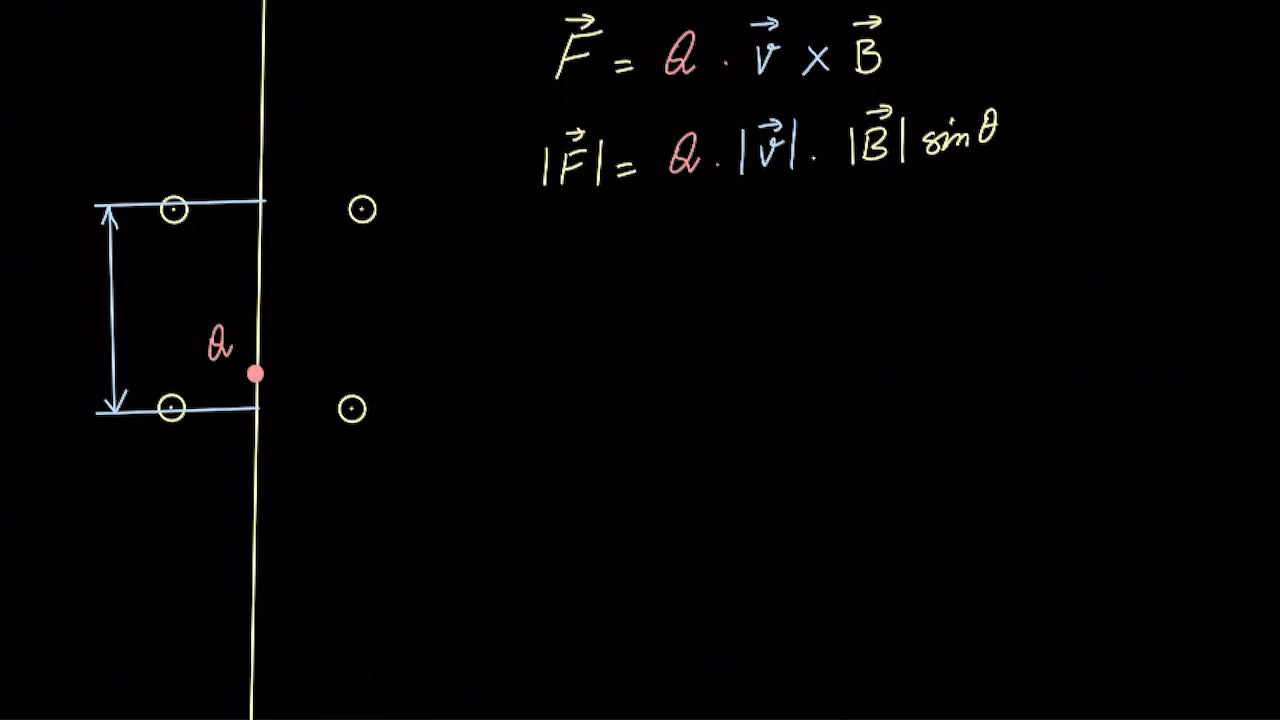 F⃗ = Q · v⃗ × B⃗
|F⃗| = Q · |v⃗| · |B⃗| sin θ
Q